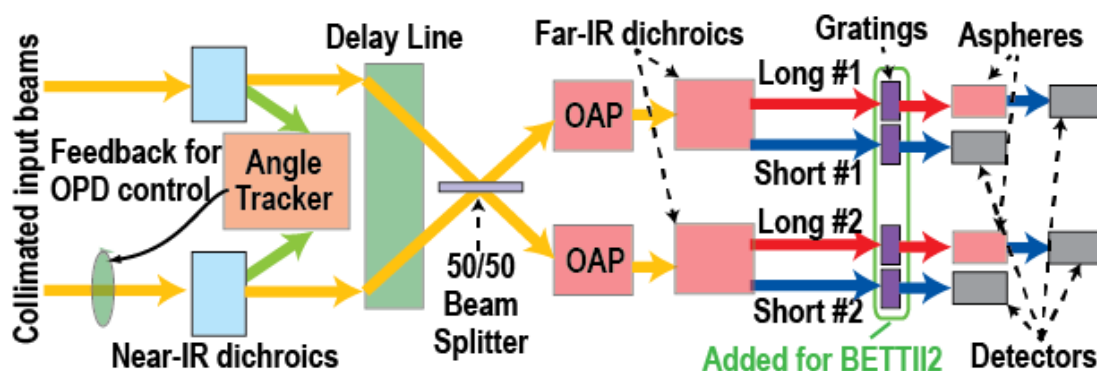 Collimated input beams
Feedback for
OPD control
Angle
Tracker
Near-IR dichroics
Delay Line
50/50
Beam
Splitter
OAP
OAP
Far-IR dichroics
Long #1
Short #1
Long #2
Short #2
Gratings
Added for BETTII2
Aspheres
Detectors